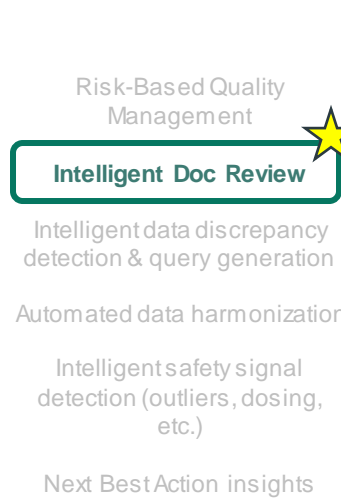 Risk-Based Quality
Management
Intelligent Doc Review
Intelligent data discrepancy
detection & query generation
Automated data harmonization
Intelligent safety signal
detection (outliers, dosing,
etc.)
Next Best Action insights